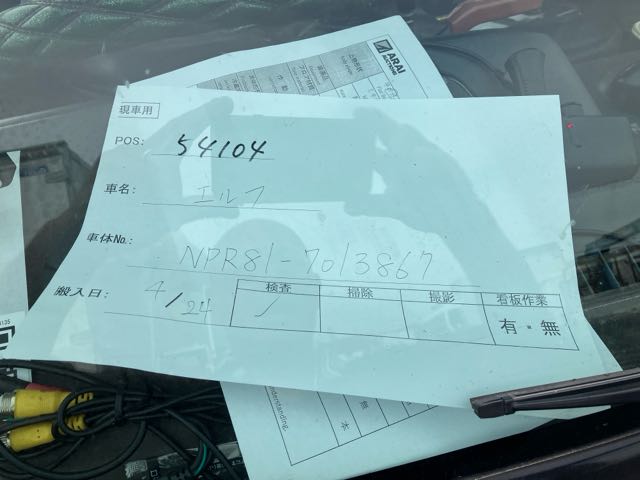 ARAI
現車用
POS: 54104
車名: エルフ
車体No.: NPR81-7013867
搬入日: 4/24
検査 掃除 撮影 看板作業
✓ 有・無
understanding.